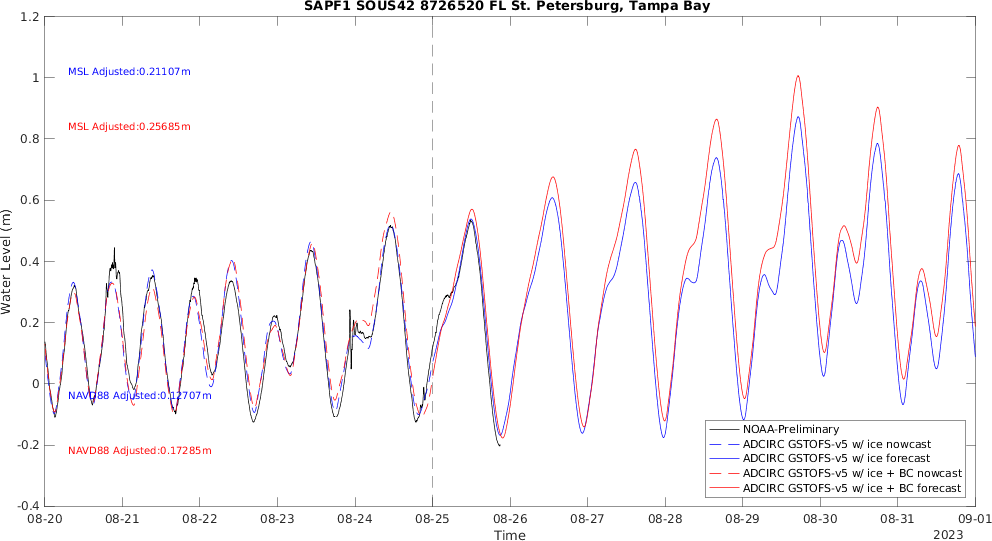 SAPF1 SOUS42 8726520 FL St. Petersburg, Tampa Bay
1.2
1
0.8
0.6
0.4
0.2
0
-0.2
-0.4
Water Level (m)
MSL Adjusted:0.21107m
MSL Adjusted:0.25685m
NAVD88 Adjusted:0.12707m
NAVD88 Adjusted:0.17285m
NOAA-Preliminary
ADCIRC GSTOFS-v5 w/ ice nowcast
ADCIRC GSTOFS-v5 w/ ice forecast
ADCIRC GSTOFS-v5 w/ ice + BC nowcast
ADCIRC GSTOFS-v5 w/ ice + BC forecast
08-20 08-21 08-22 08-23 08-24 08-25 08-26 08-27 08-28 08-29 08-30 08-31 09-01
Time
2023